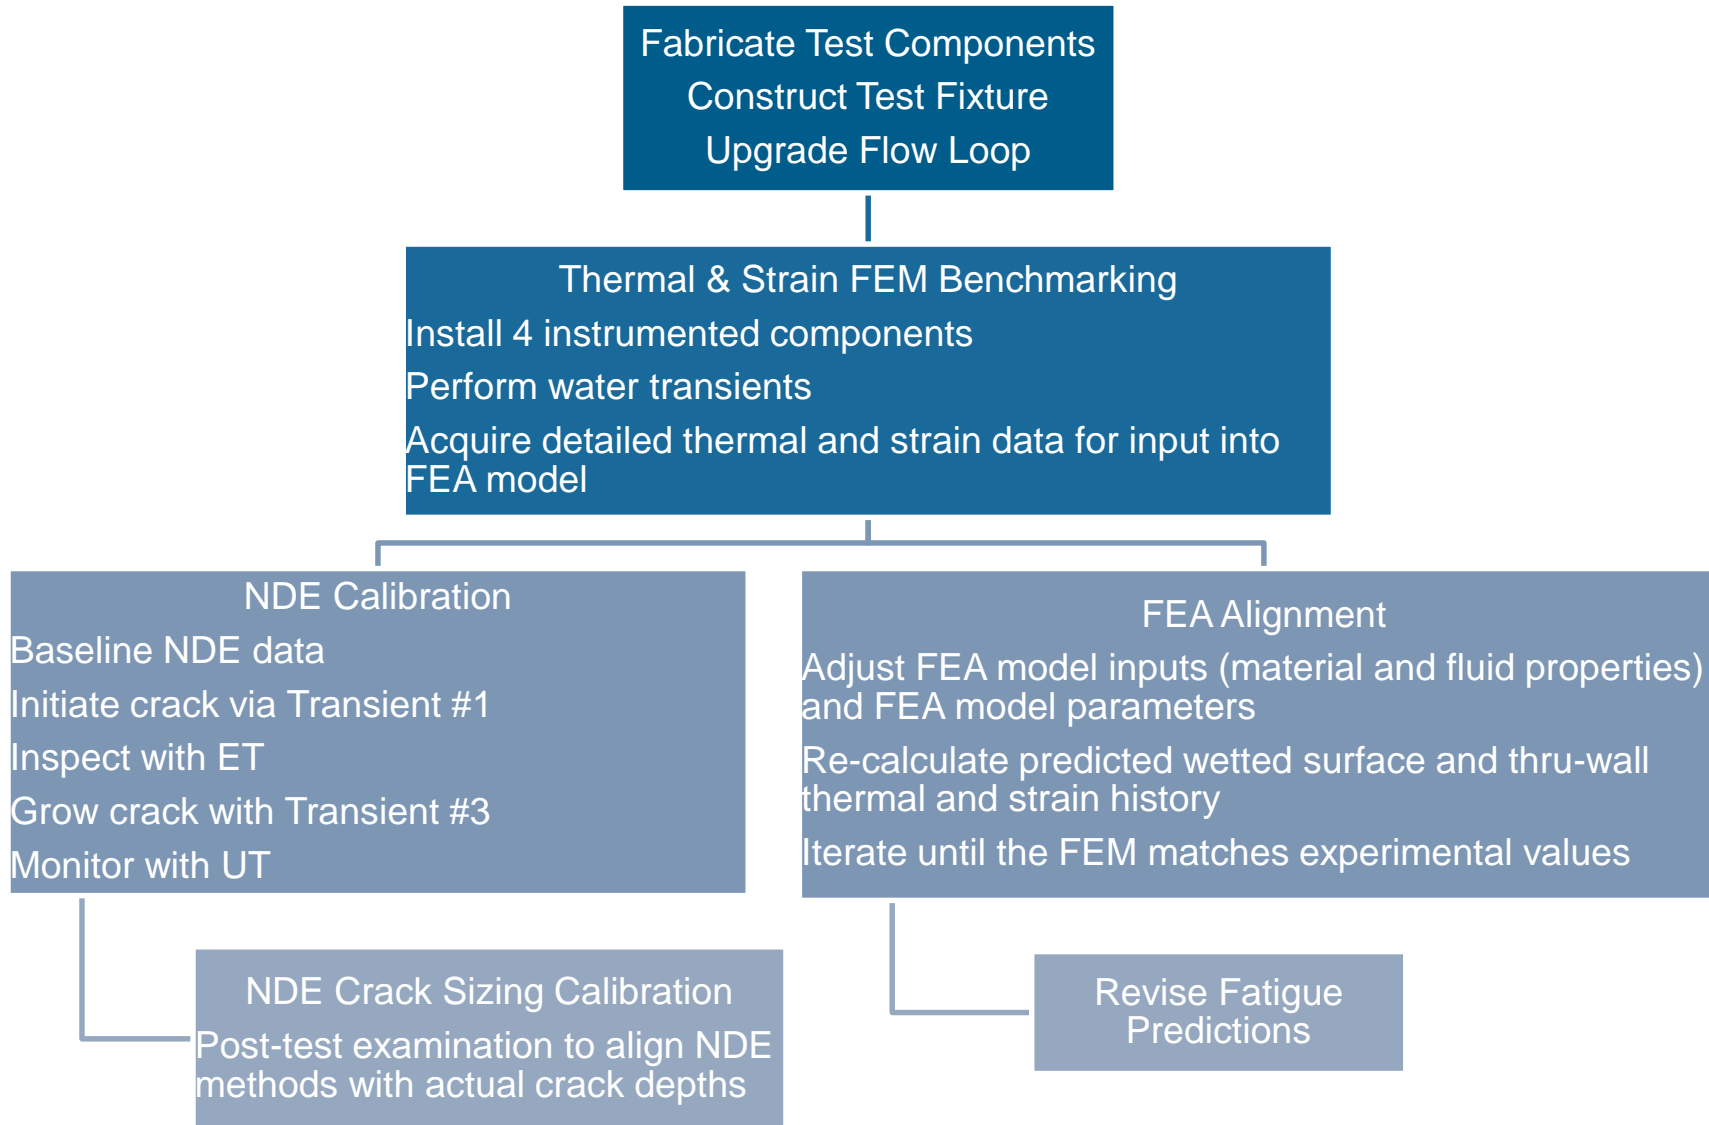 Fabricate Test Components
Construct Test Fixture
Upgrade Flow Loop
Thermal & Strain FEM Benchmarking
Install 4 instrumented components
Perform water transients
Acquire detailed thermal and strain data for input into
FEA model
NDE Calibration
Baseline NDE data
Initiate crack via Transient #1
Inspect with ET
Grow crack with Transient #3
Monitor with UT
NDE Crack Sizing Calibration
Post-test examination to align NDE
methods with actual crack depths
FEA Alignment
Adjust FEA model inputs (material and fluid properties)
and FEA model parameters
Re-calculate predicted wetted surface and thru-wall
thermal and strain history
Iterate until the FEM matches experimental values
Revise Fatigue
Predictions